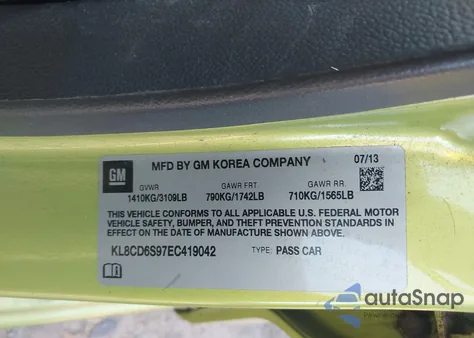 GM
MFD BY GM KOREA COMPANY 07/13
GVWR GAWR FRT GAWR RR
1410KG/3109LB 790KG/1742LB 710KG/1565LB
THIS VEHICLE CONFORMS TO ALL APPLICABLE U.S. FEDERAL MOTOR
VEHICLE SAFETY, BUMPER, AND THEFT PREVENTION STANDARDS
IN EFFECT ON THE DATE OF MANUFACTURE SHOWN ABOVE.
KL8CD6S97EC419042 TYPE: PASS CAR
autoSnap